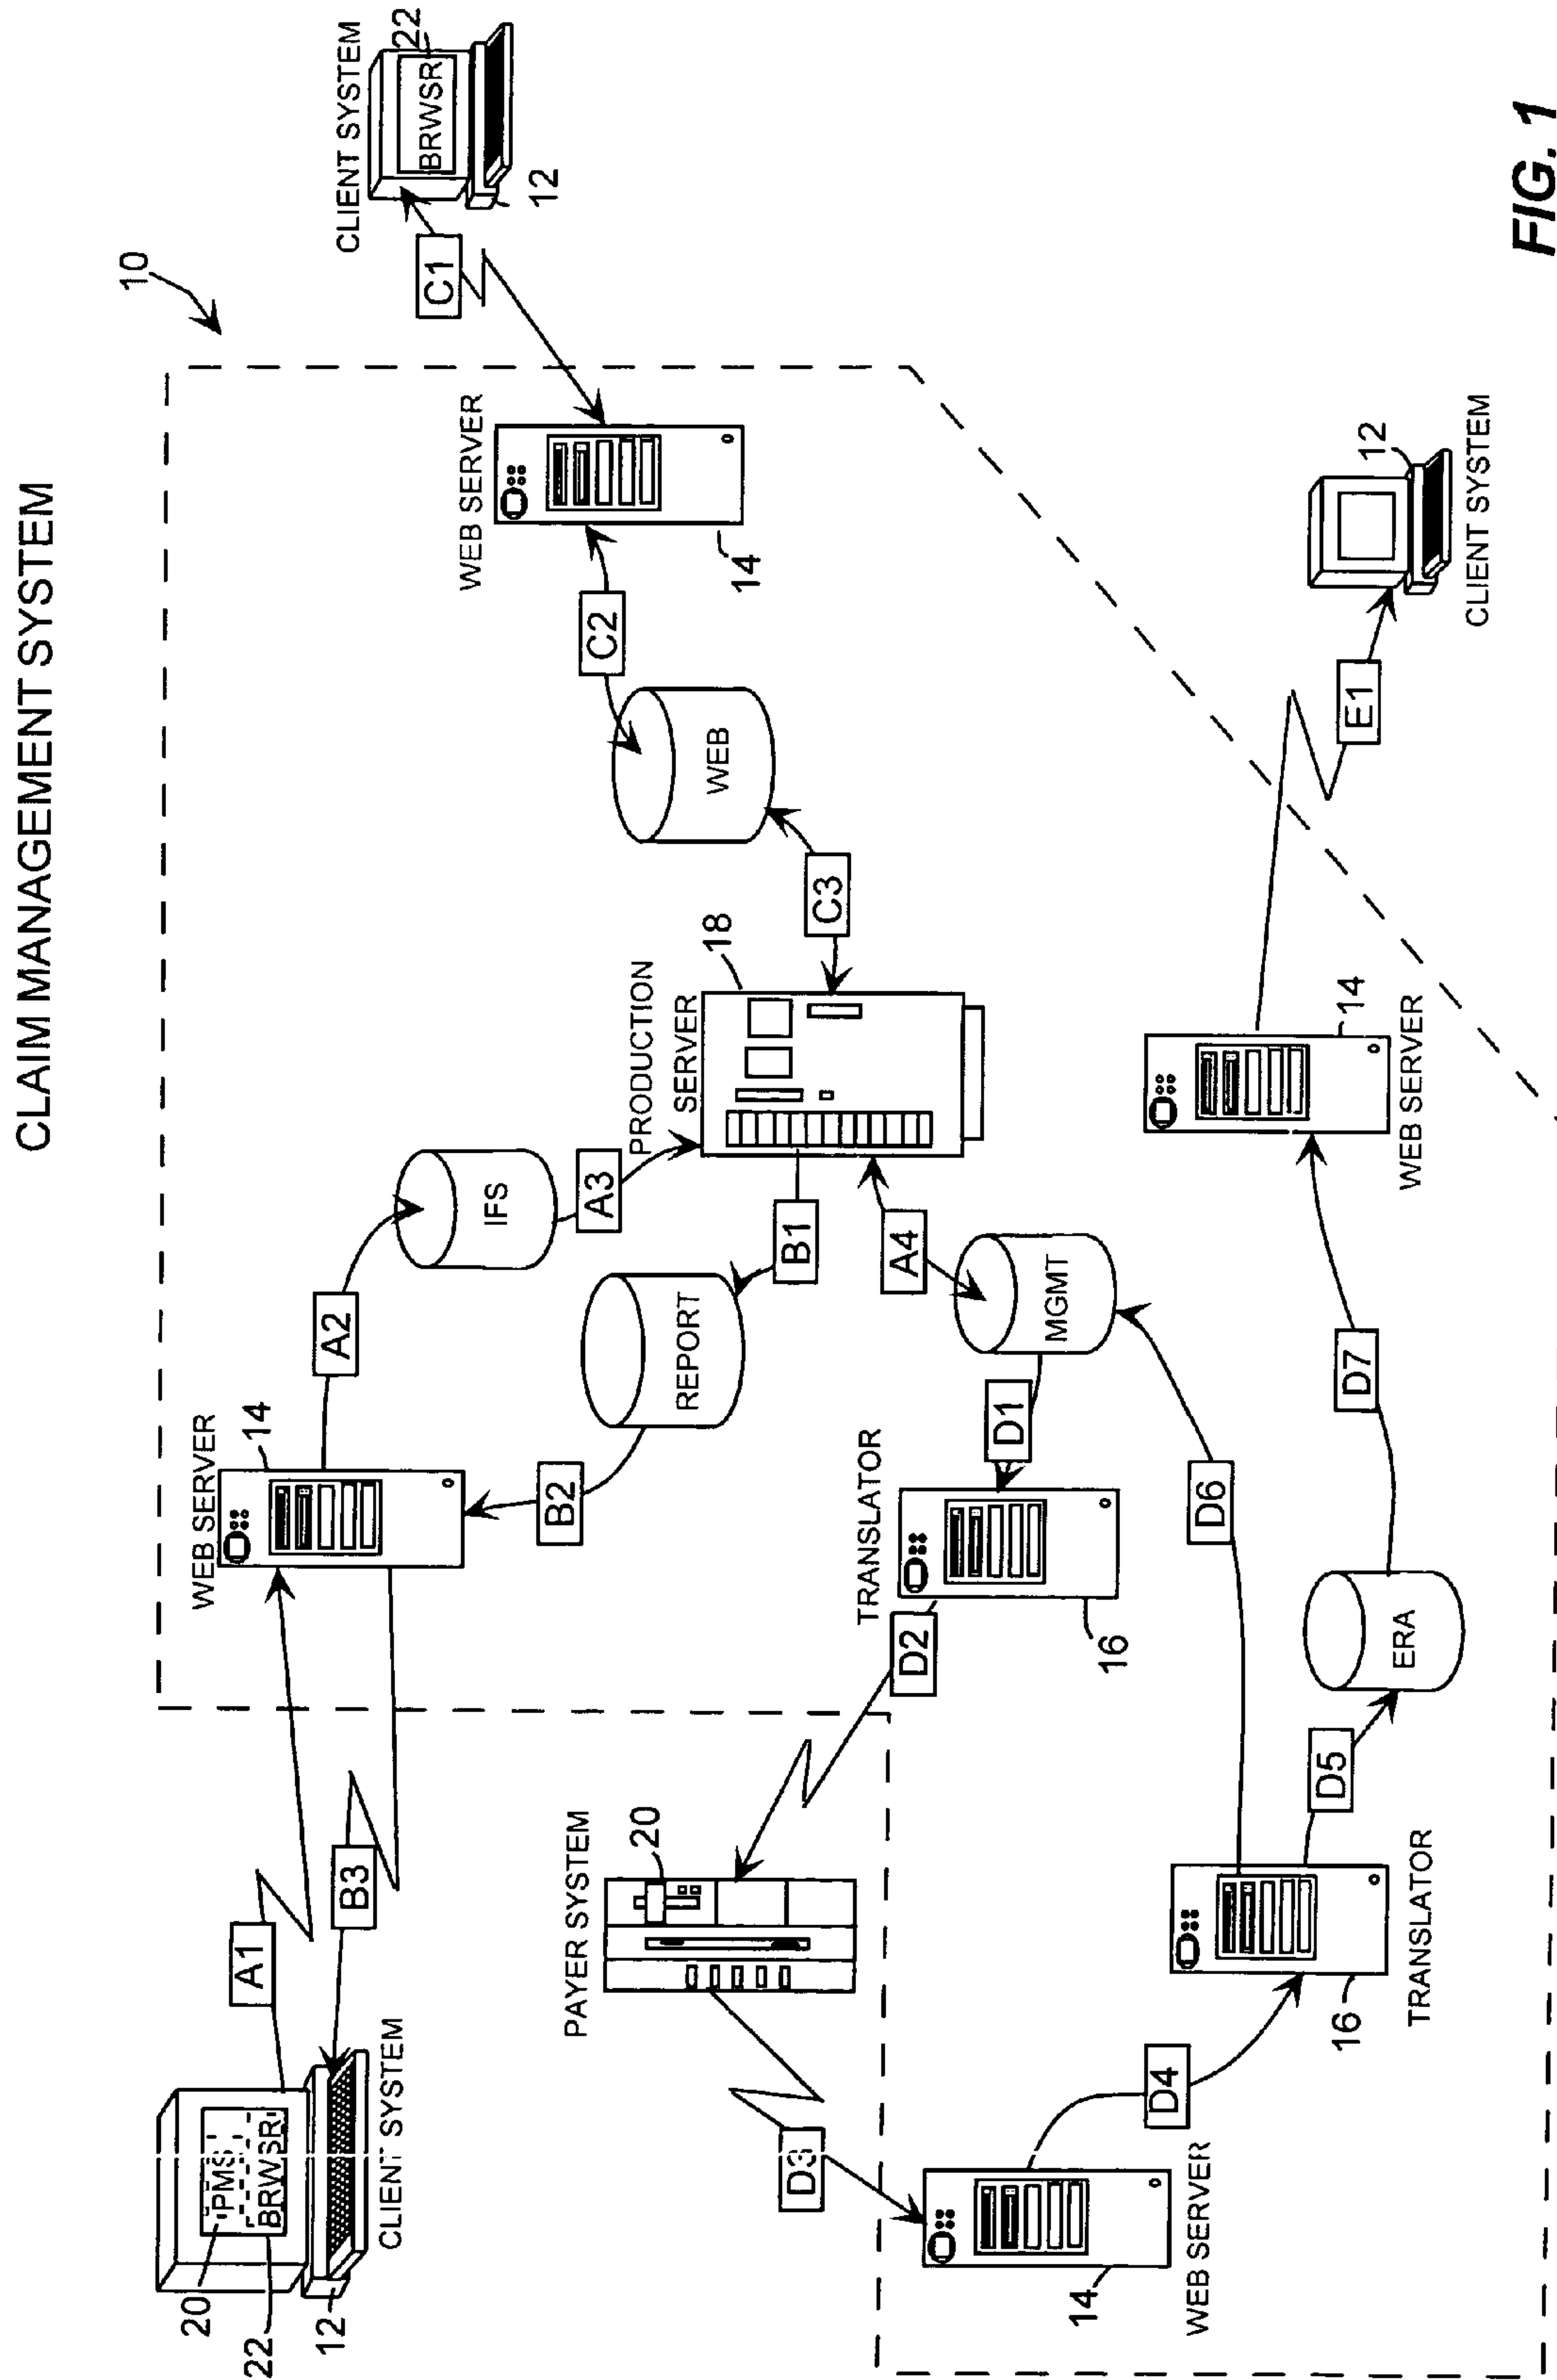 CLAIM MANAGEMENT SYSTEM
10
CLIENT SYSTEM
PMS
BRWSR
20
22
12
A1
B3
WEB SERVER
14
A2
IFS
A3
B2
REPORT
B1
PRODUCTION
SERVER
18
C3
WEB
C2
WEB SERVER
14
C1
CLIENT SYSTEM
BRWSR
22
12
A4
MGMT
D1
TRANSLATOR
16
D2
PAYER SYSTEM
20
D3
WEB SERVER
14
D4
TRANSLATOR
16
D5
D6
ERA
D7
WEB SERVER
14
E1
CLIENT SYSTEM
12
FIG. 1